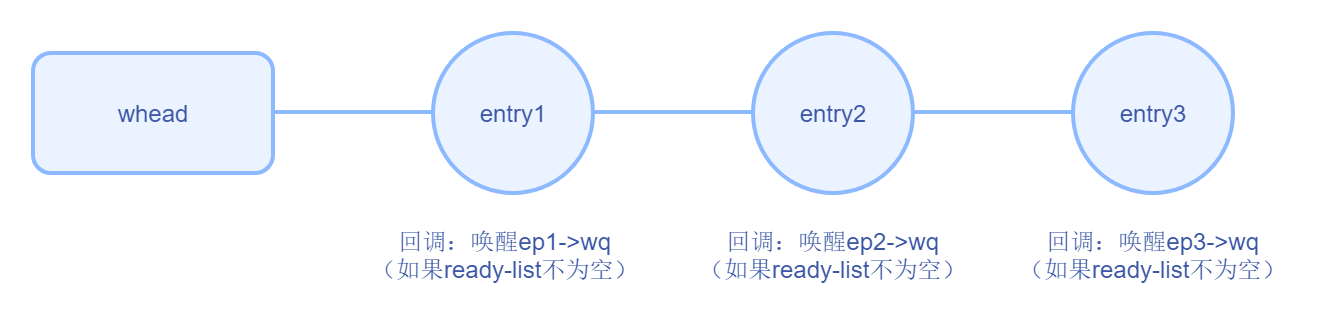 whead
entry1
entry2
entry3
回调：唤醒ep1->wq
（如果ready-list不为空）
回调：唤醒ep2->wq
（如果ready-list不为空）
回调：唤醒ep3->wq
（如果ready-list不为空）